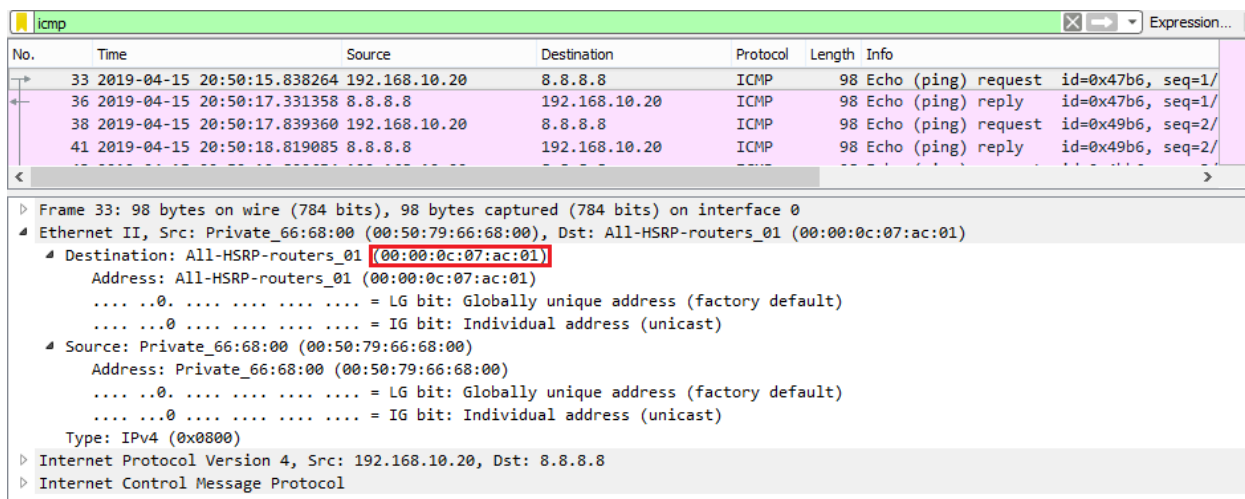 icmp Expression...
No. Time Source Destination Protocol Length Info
33 2019-04-15 20:50:15.838264 192.168.10.20 8.8.8.8 ICMP 98 Echo (ping) request id=0x47b6, seq=1/
36 2019-04-15 20:50:17.331358 8.8.8.8 192.168.10.20 ICMP 98 Echo (ping) reply id=0x47b6, seq=1/
38 2019-04-15 20:50:17.839360 192.168.10.20 8.8.8.8 ICMP 98 Echo (ping) request id=0x49b6, seq=2/
41 2019-04-15 20:50:18.819085 8.8.8.8 192.168.10.20 ICMP 98 Echo (ping) reply id=0x49b6, seq=2/
Frame 33: 98 bytes on wire (784 bits), 98 bytes captured (784 bits) on interface 0
Ethernet II, Src: Private_66:68:00 (00:50:79:66:68:00), Dst: All-HSRP-routers_01 (00:00:0c:07:ac:01)
Destination: All-HSRP-routers_01 (00:00:0c:07:ac:01)
Address: All-HSRP-routers_01 (00:00:0c:07:ac:01)
.... ..0. .... .... .... .... = LG bit: Globally unique address (factory default)
.... ...0 .... .... .... .... = IG bit: Individual address (unicast)
Source: Private_66:68:00 (00:50:79:66:68:00)
Address: Private_66:68:00 (00:50:79:66:68:00)
.... ..0. .... .... .... .... = LG bit: Globally unique address (factory default)
.... ...0 .... .... .... .... = IG bit: Individual address (unicast)
Type: IPv4 (0x0800)
Internet Protocol Version 4, Src: 192.168.10.20, Dst: 8.8.8.8
Internet Control Message Protocol